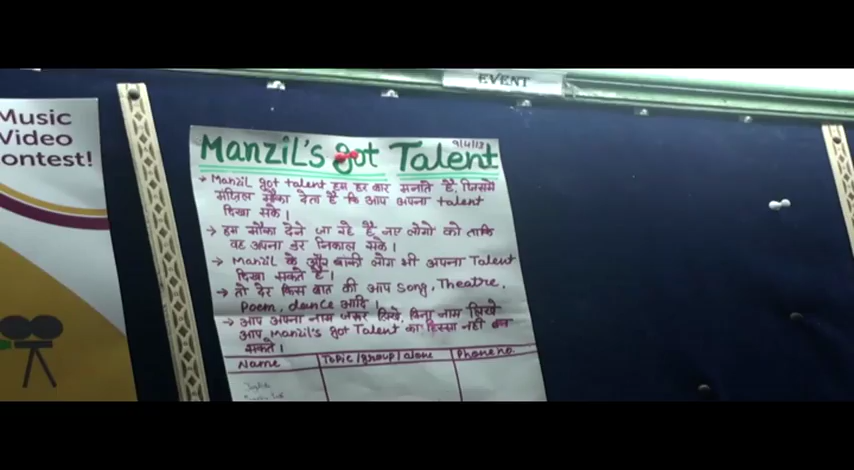 EVENT
Music
Video
ontest!
9/4/18
Manzil's got Talent
→ Manzil got talent हम हर बार मनाते है, जिसमे
मंज़िल मौका देता है कि आप अपना talent
दिखा सके।
→ हम मौका देने जा रहे है नए लोगो को ताकि
वह अपना डर निकाल सके।
→ Manzil के और बाकी लोग भी अपना Talent
दिखा सकते है।
→ तो देर किस बात की आप song, Theatre,
Poem, dance आदि।
→ आप अपना नाम जरूर लिखे, बिना नाम लिखे
आप Manzil's got Talent का हिस्सा नही बन
सकते।
Name Topic/group/alone Phone no.